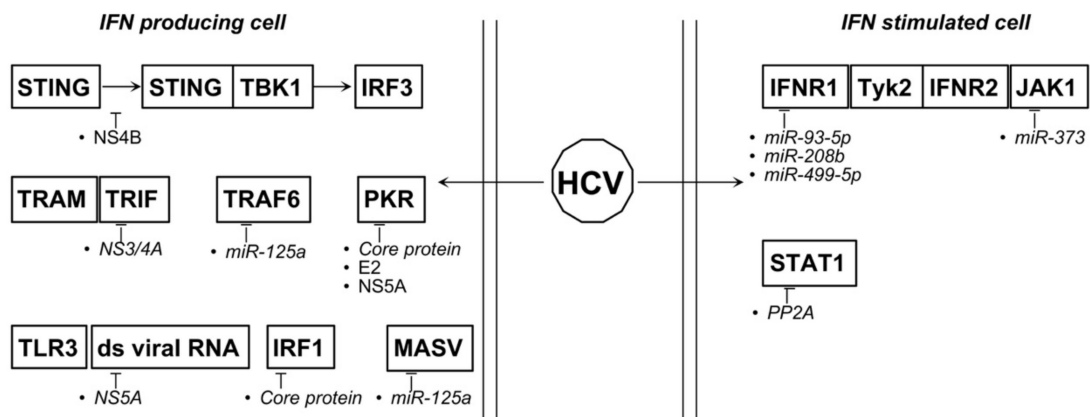 IFN producing cell
IFN stimulated cell
STING
STING TBK1
IRF3
• NS4B
IFNR1 Tyk2 IFNR2 JAK1
• miR-93-5p
• miR-208b
• miR-499-5p
• miR-373
HCV
TRAM TRIF
• NS3/4A
TRAF6
• miR-125a
PKR
• Core protein
• E2
• NS5A
STAT1
• PP2A
TLR3 ds viral RNA
• NS5A
IRF1
• Core protein
MASV
• miR-125a